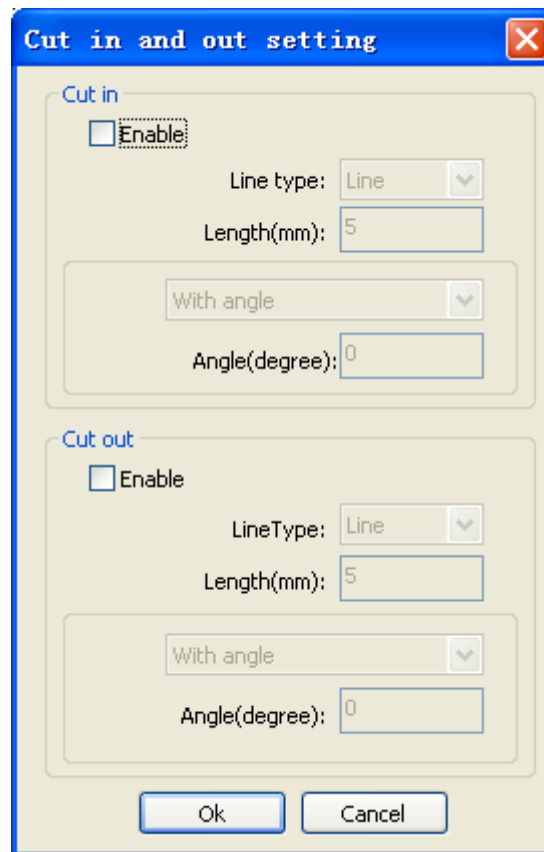 Cut in and out setting
Cut in
Enable
Line type: Line
Length(mm): 5
With angle
Angle(degree): 0
Cut out
Enable
LineType: Line
Length(mm): 5
With angle
Angle(degree): 0
Ok Cancel